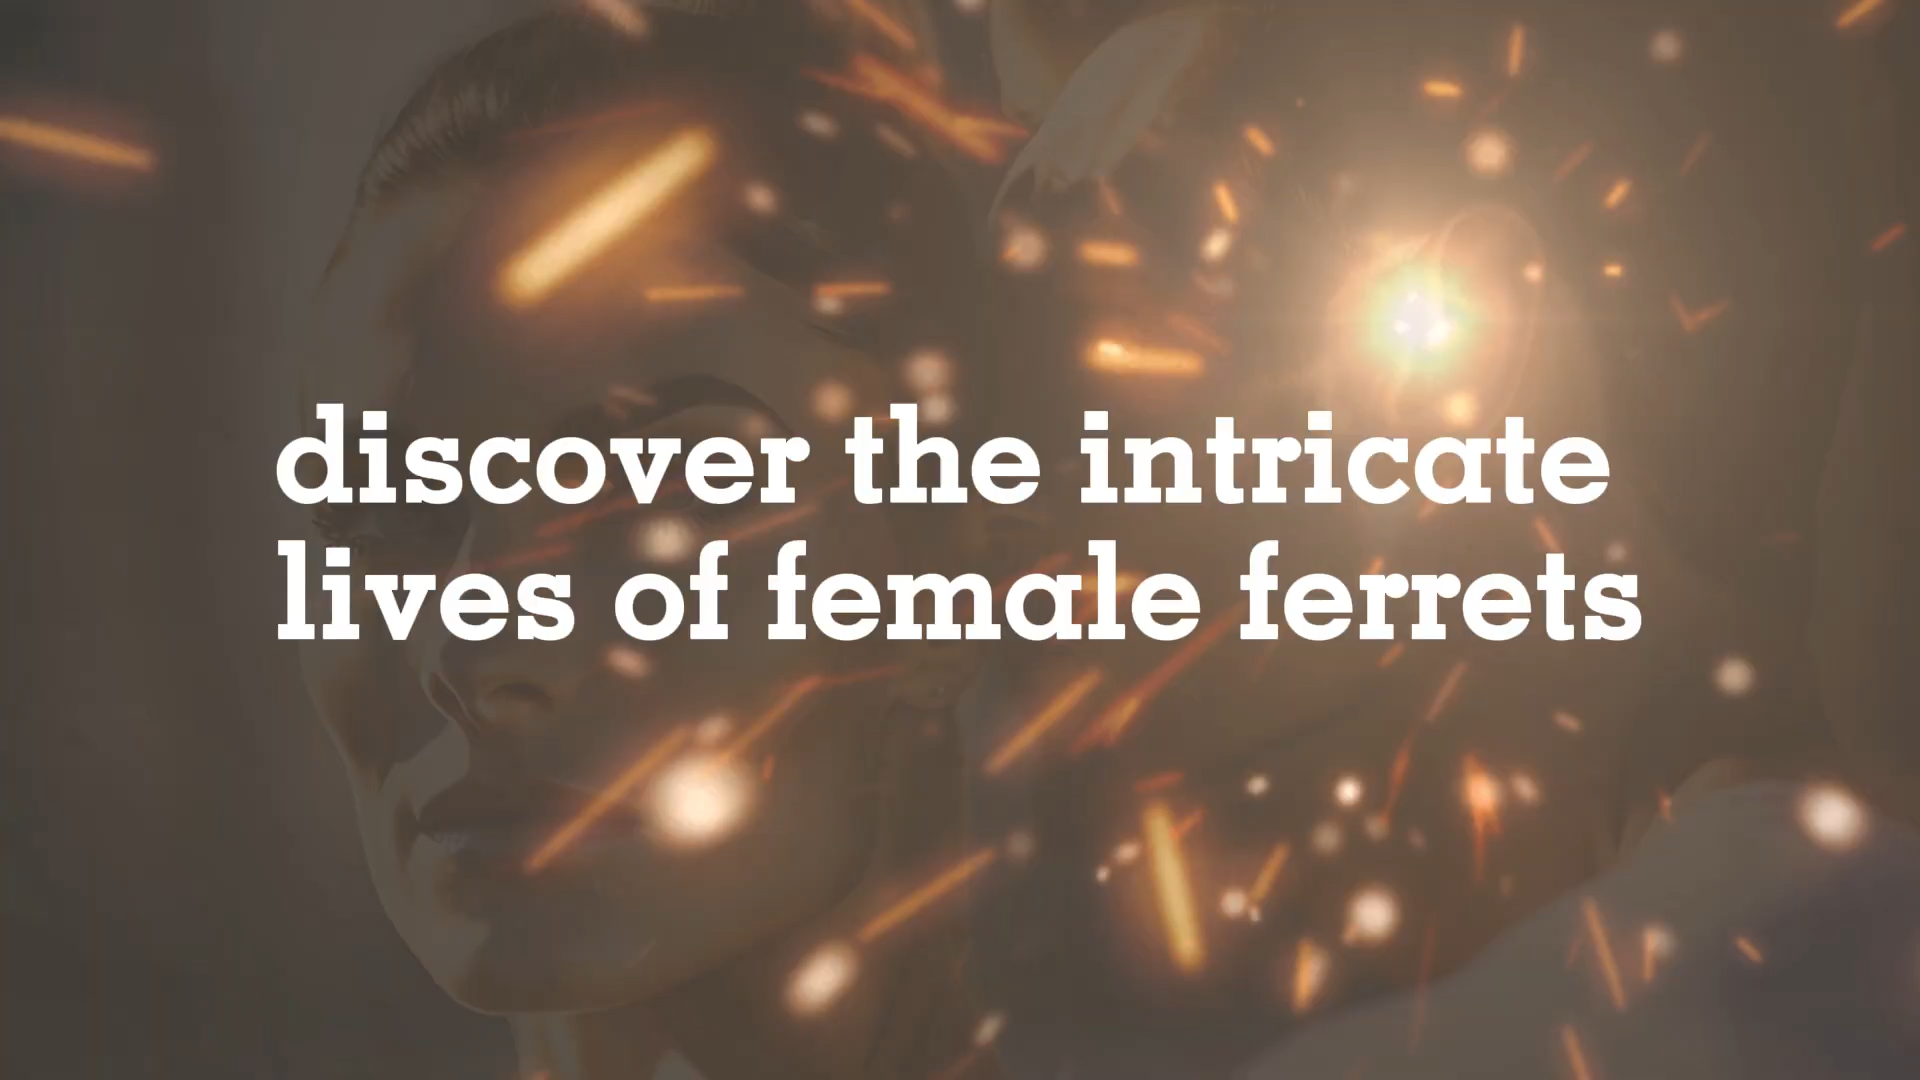 discover the intricate
lives of female ferrets